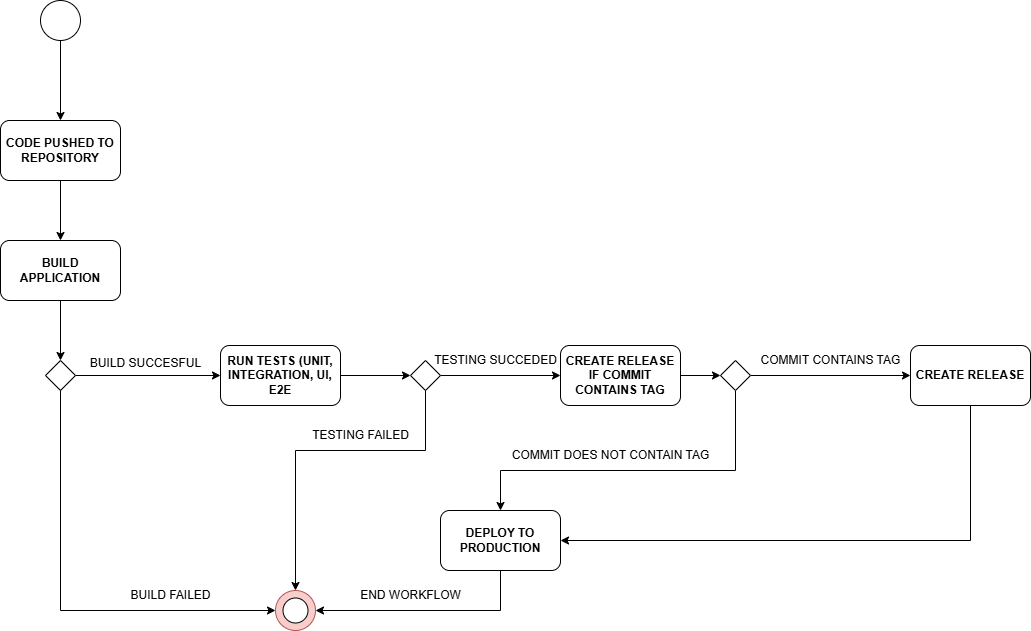 CODE PUSHED TO
REPOSITORY
BUILD
APPLICATION
BUILD SUCCESFUL
RUN TESTS (UNIT,
INTEGRATION, UI,
E2E
TESTING SUCCEDED
CREATE RELEASE
IF COMMIT
CONTAINS TAG
COMMIT CONTAINS TAG
CREATE RELEASE
TESTING FAILED
COMMIT DOES NOT CONTAIN TAG
DEPLOY TO
PRODUCTION
BUILD FAILED
END WORKFLOW